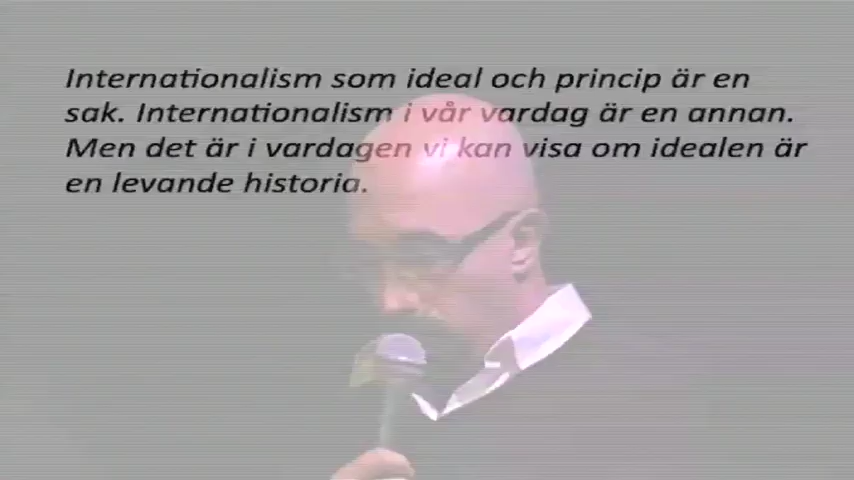 Internationalism som ideal och princip är en
sak. Internationalism i vår vardag är en annan.
Men det är i vardagen vi kan visa om idealen är
en levande historia.